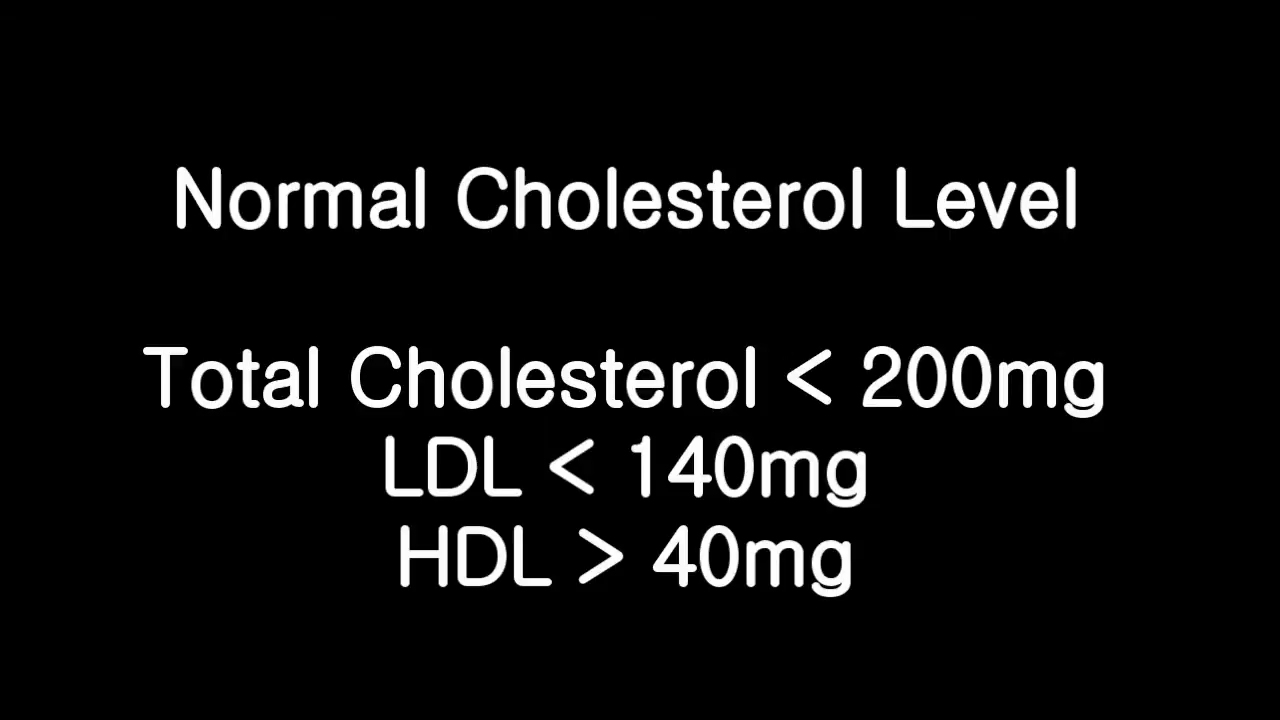 Normal Cholesterol Level
Total Cholesterol < 200mg
LDL < 140mg
HDL > 40mg